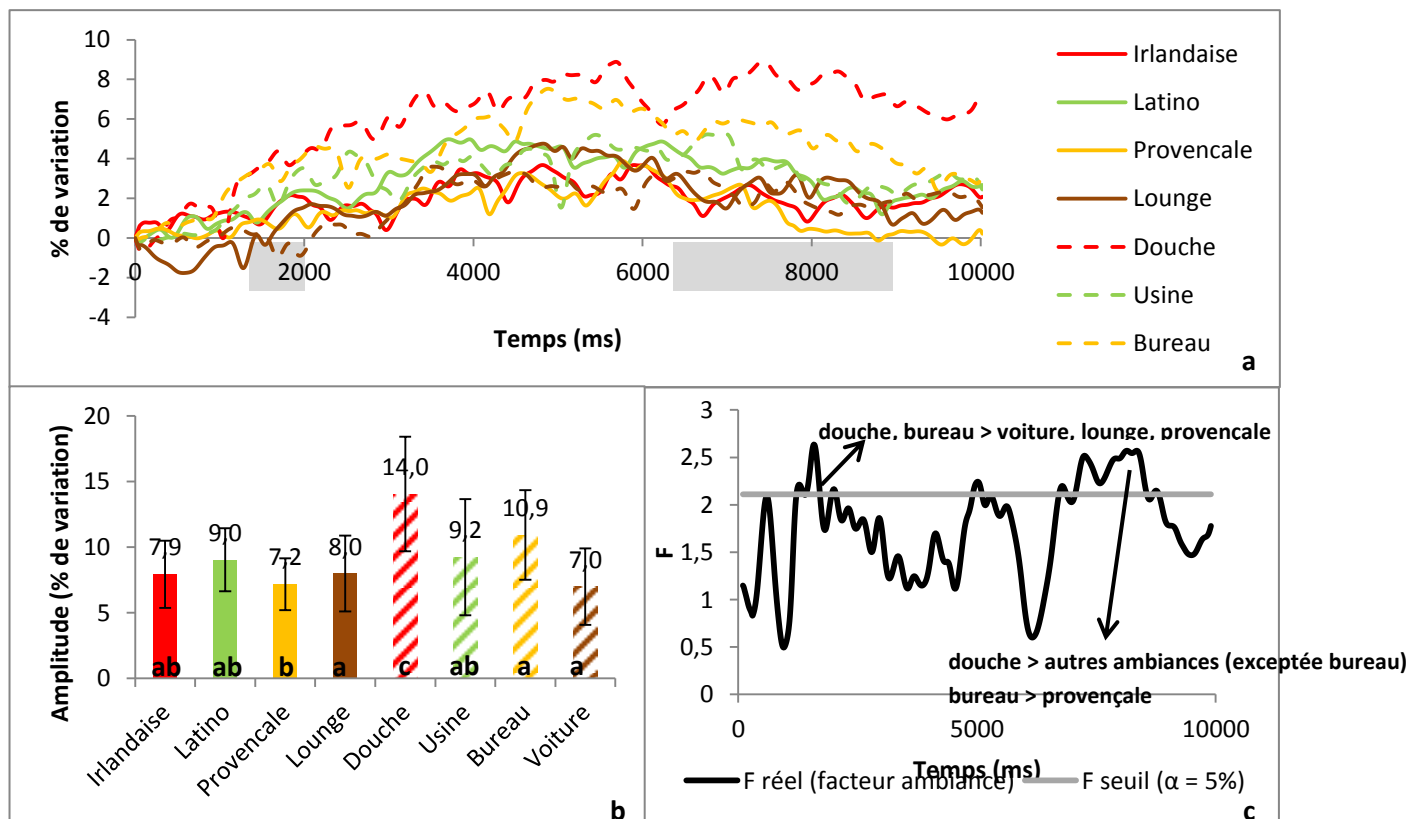 10
8
6
4
2
0
-2
-4
% de variation
0 2000 4000 6000 8000 10000
Temps (ms)
Irlandaise
Latino
Provencale
Lounge
Douche
Usine
Bureau
a
20
15
10
5
0
Amplitude (% de variation)
7,9 9,0 7,2 8,0 14,0 9,2 10,9 7,0
ab ab b a c ab a a
Irlandaise Latino Provencale Lounge Douche Usine Bureau Voiture
b
3
2,5
2
1,5
1
0,5
0
F
douche, bureau > voiture, lounge, provençale
douche > autres ambiances (exceptée bureau)
bureau > provençale
0 5000 10000
Temps (ms)
F réel (facteur ambiance) F seuil (α = 5%)
c